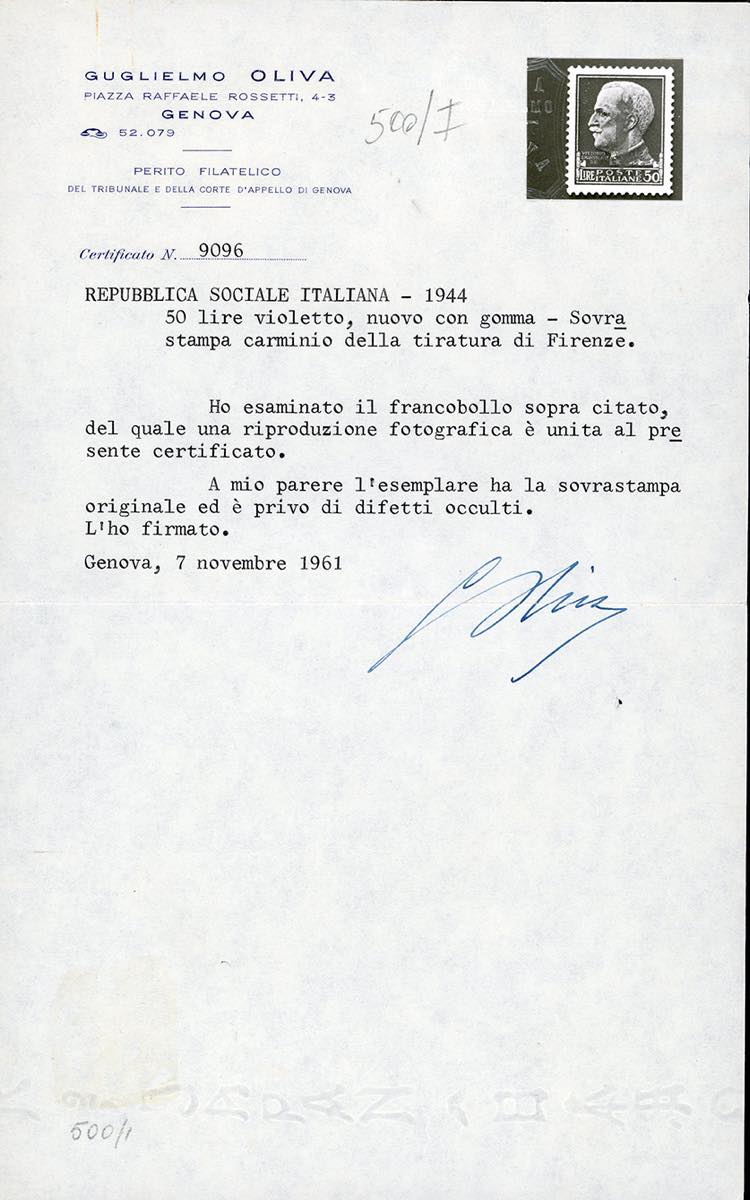 GUGLIELMO OLIVA
PIAZZA RAFFAELE ROSSETTI, 4-3
GENOVA
52.079
PERITO FILATELICO
DEL TRIBUNALE E DELLA CORTE D'APPELLO DI GENOVA
500/I
POSTE
LIRE ITALIANE 50
Certificato N. 9096
REPUBBLICA SOCIALE ITALIANA - 1944
50 lire violetto, nuovo con gomma - Sovra
stampa carminio della tiratura di Firenze.
Ho esaminato il francobollo sopra citato,
del quale una riproduzione fotografica è unita al pre
sente certificato.
A mio parere l'esemplare ha la sovrastampa
originale ed è privo di difetti occulti.
L'ho firmato.
Genova, 7 novembre 1961
G Oliva
500/I